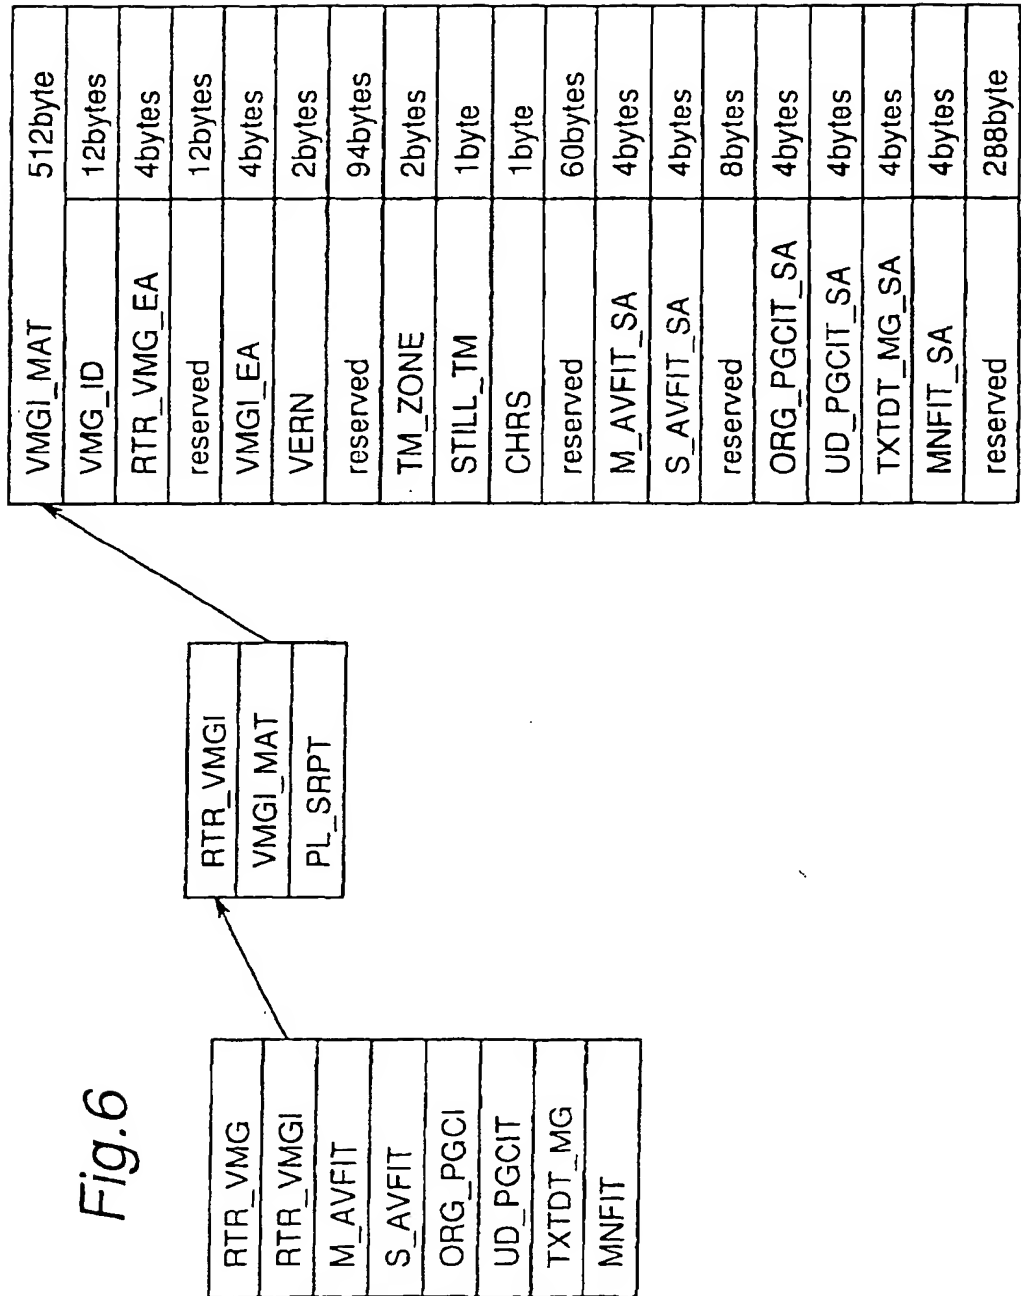 Fig.6
RTR_VMG
RTR_VMGI
M_AVFIT
S_AVFIT
ORG_PGCI
UD_PGCIT
TXTDT_MG
MNFIT
RTR_VMGI
VMGI_MAT
PL_SRPT
VMGI_MAT 512byte
VMG_ID 12bytes
RTR_VMG_EA 4bytes
reserved 12bytes
VMGI_EA 4bytes
VERN 2bytes
reserved 94bytes
TM_ZONE 2bytes
STILL_TM 1byte
CHRS 1byte
reserved 60bytes
M_AVFIT_SA 4bytes
S_AVFIT_SA 4bytes
reserved 8bytes
ORG_PGCIT_SA 4bytes
UD_PGCIT_SA 4bytes
TXTDT_MG_SA 4bytes
MNFIT_SA 4bytes
reserved 288byte